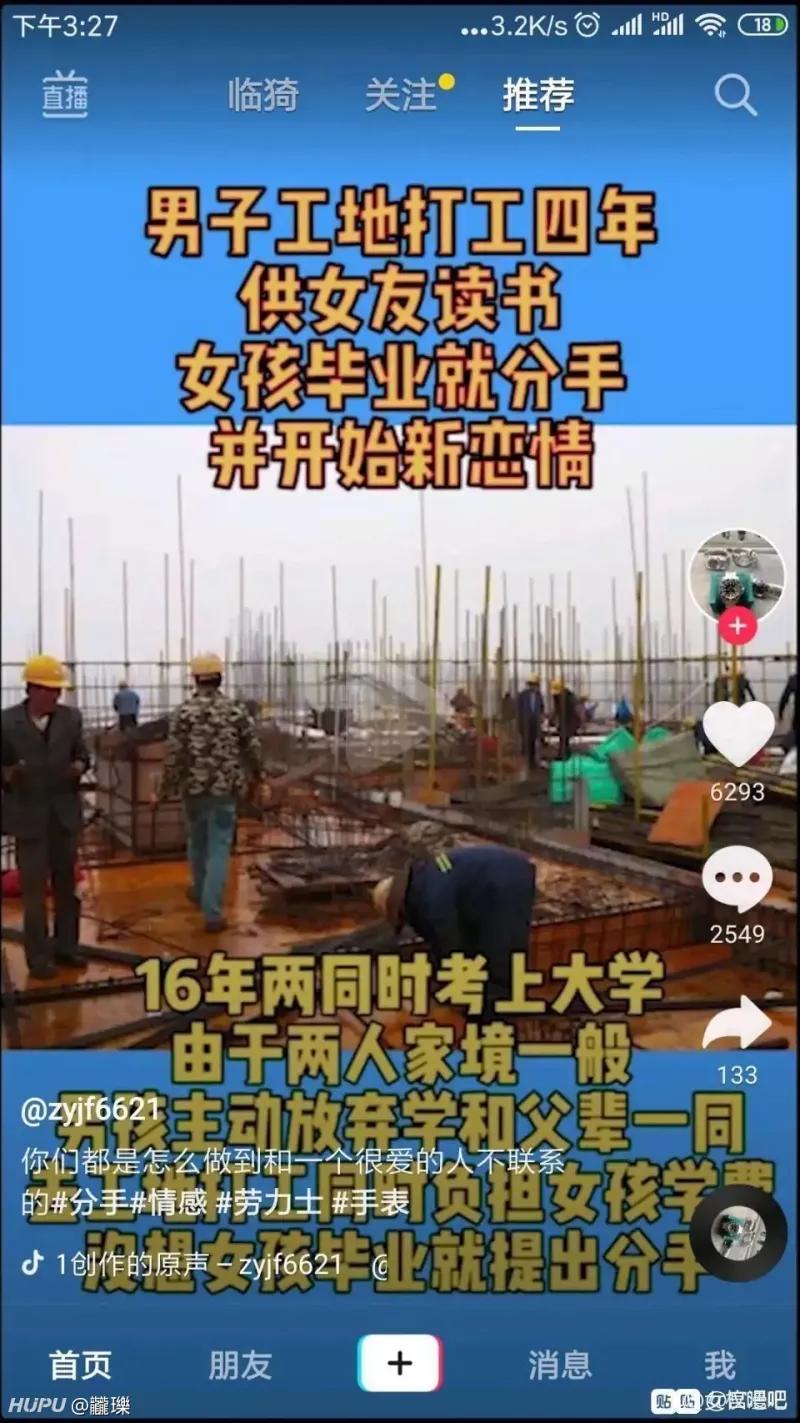 下午3:27
...3.2K/s HD 18
直播 临猗 关注 推荐
男子工地打工四年
供女友读书
女孩毕业就分手
并开始新恋情
6293
2549
133
16年两同时考上大学
由于两人家境一般
男孩主动放弃学和父辈一同
@zyjf6621
你们都是怎么做到和一个很爱的人不联系
的#分手#情感 #劳力士 #手表
去工地打工同时负担女孩学费
没想女孩毕业就提出分手
1创作的原声 – zyjf6621 @
首页 朋友 + 消息 我
HUPU @龖瓅
贴贴